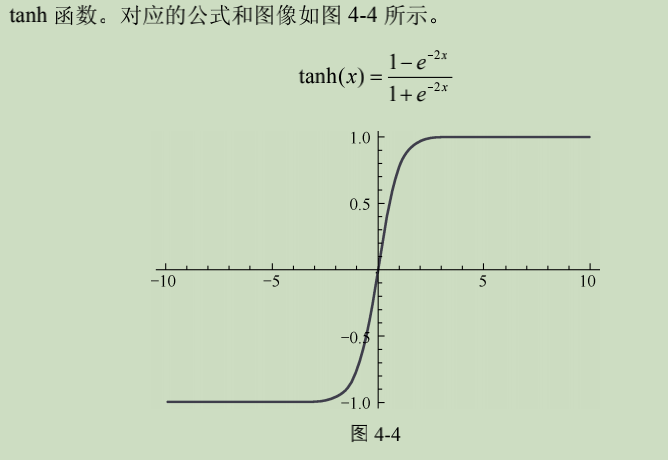 tanh 函数。对应的公式和图像如图 4-4 所示。
tanh(x) = \frac{1-e^{-2x}}{1+e^{-2x}}
1.0
0.5
−10 −5 5 10
−0.5
−1.0
图 4-4